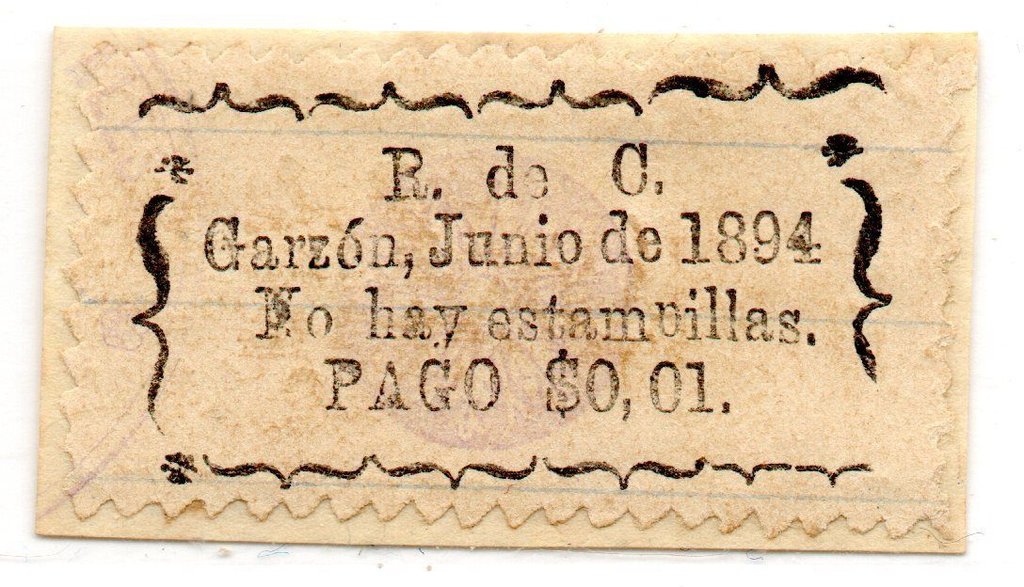 R. de C.
Garzón, Junio de 1894
No hay estampillas.
PAGO $0,01.